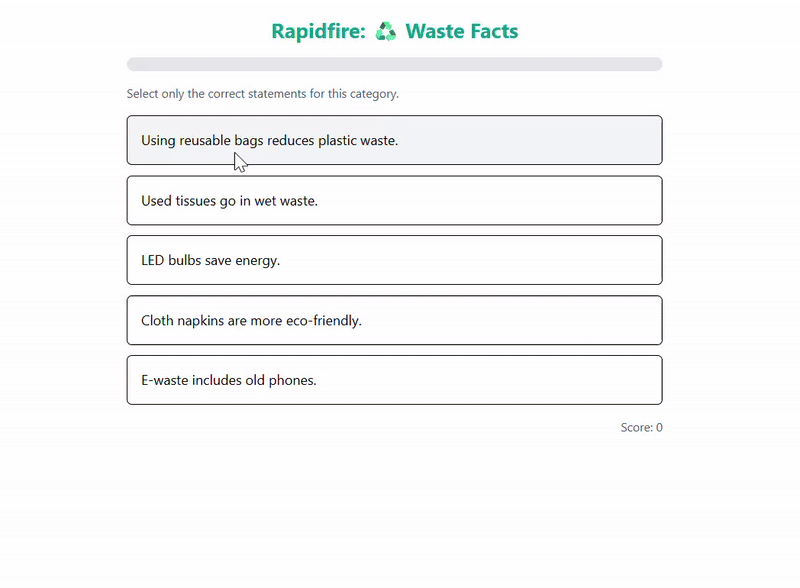 Rapidfire: ♻ Waste Facts
Select only the correct statements for this category.
Using reusable bags reduces plastic waste.
Used tissues go in wet waste.
LED bulbs save energy.
Cloth napkins are more eco-friendly.
E-waste includes old phones.
Score: 0